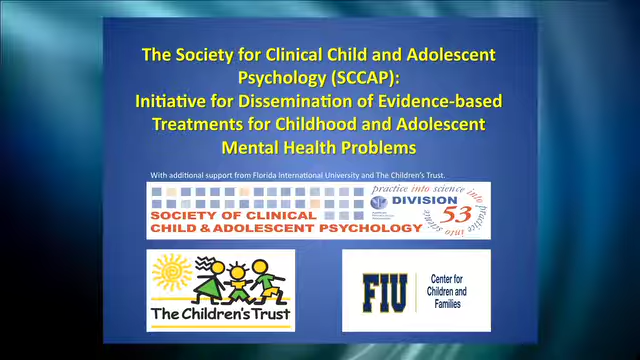 The Society for Clinical Child and Adolescent
Psychology (SCCAP):
Initiative for Dissemination of Evidence-based
Treatments for Childhood and Adolescent
Mental Health Problems
With additional support from Florida International University and The Children's Trust.
SOCIETY OF CLINICAL
CHILD & ADOLESCENT PSYCHOLOGY
practice into science
DIVISION
53
into practice
science into
The Children's Trust
FIU
Center for
Children and
Families